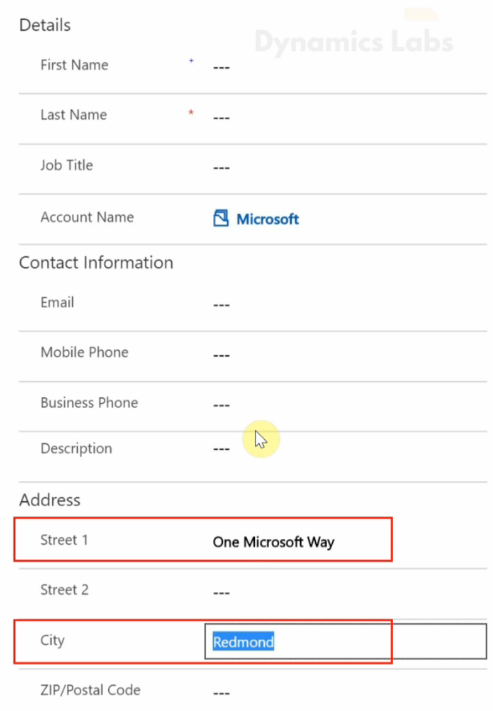 Dynamics Labs
Details
First Name + ---
Last Name * ---
Job Title ---
Account Name Microsoft
Contact Information
Email ---
Mobile Phone ---
Business Phone ---
Description ---
Address
Street 1 One Microsoft Way
Street 2 ---
City Redmond
ZIP/Postal Code ---